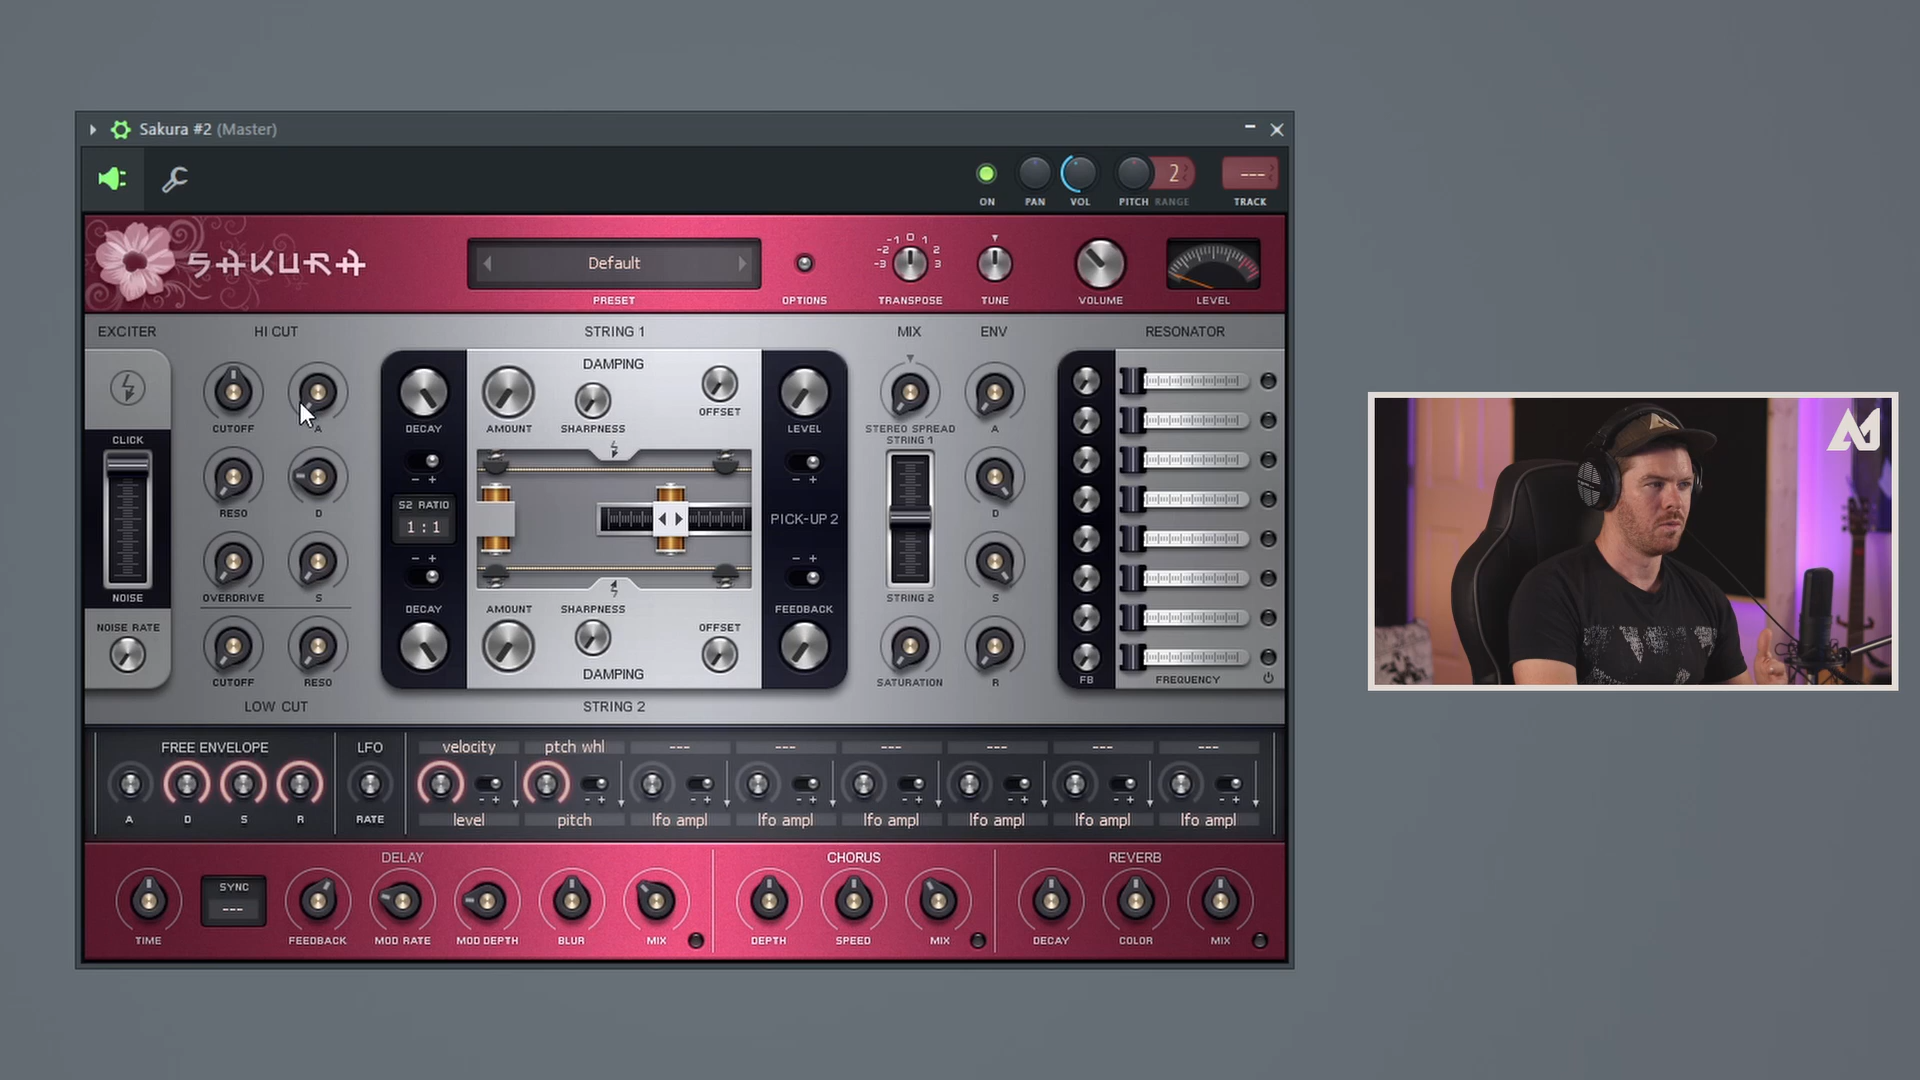 Sakura #2 (Master)
2
---
ON PAN VOL PITCH RANGE TRACK
SAKURA
Default
-3 -2 -1 0 1 2 3
PRESET OPTIONS TRANSPOSE TUNE VOLUME LEVEL
EXCITER HI CUT STRING 1 MIX ENV RESONATOR
DAMPING
OFFSET
CUTOFF A DECAY AMOUNT SHARPNESS LEVEL STEREO SPREAD A
CLICK
STRING 1
- +
- +
S2 RATIO
1 : 1
RESO D PICK-UP 2 D
- +
- +
NOISE OVERDRIVE S STRING 2 S
DECAY AMOUNT SHARPNESS FEEDBACK
NOISE RATE
OFFSET
DAMPING
CUTOFF RESO SATURATION R FB FREQUENCY
LOW CUT STRING 2
FREE ENVELOPE LFO velocity ptch whl --- --- --- --- --- ---
- + - + - + - + - + - + - + - +
A D S R RATE level pitch lfo ampl lfo ampl lfo ampl lfo ampl lfo ampl lfo ampl
DELAY CHORUS REVERB
SYNC
---
TIME FEEDBACK MOD RATE MOD DEPTH BLUR MIX DEPTH SPEED MIX DECAY COLOR MIX